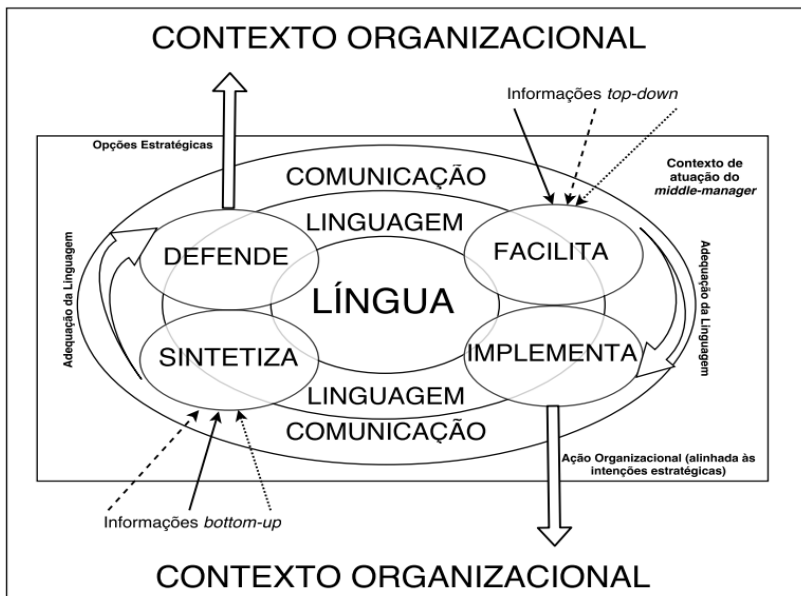 CONTEXTO ORGANIZACIONAL
Informações top-down
Opções Estratégicas
Contexto de
atuação do
middle-manager
COMUNICAÇÃO
LINGUAGEM
DEFENDE
FACILITA
Adequação da Linguagem
LÍNGUA
Adequação da Linguagem
SINTETIZA
IMPLEMENTA
LINGUAGEM
COMUNICAÇÃO
Ação Organizacional (alinhada às
intenções estratégicas)
Informações bottom-up
CONTEXTO ORGANIZACIONAL